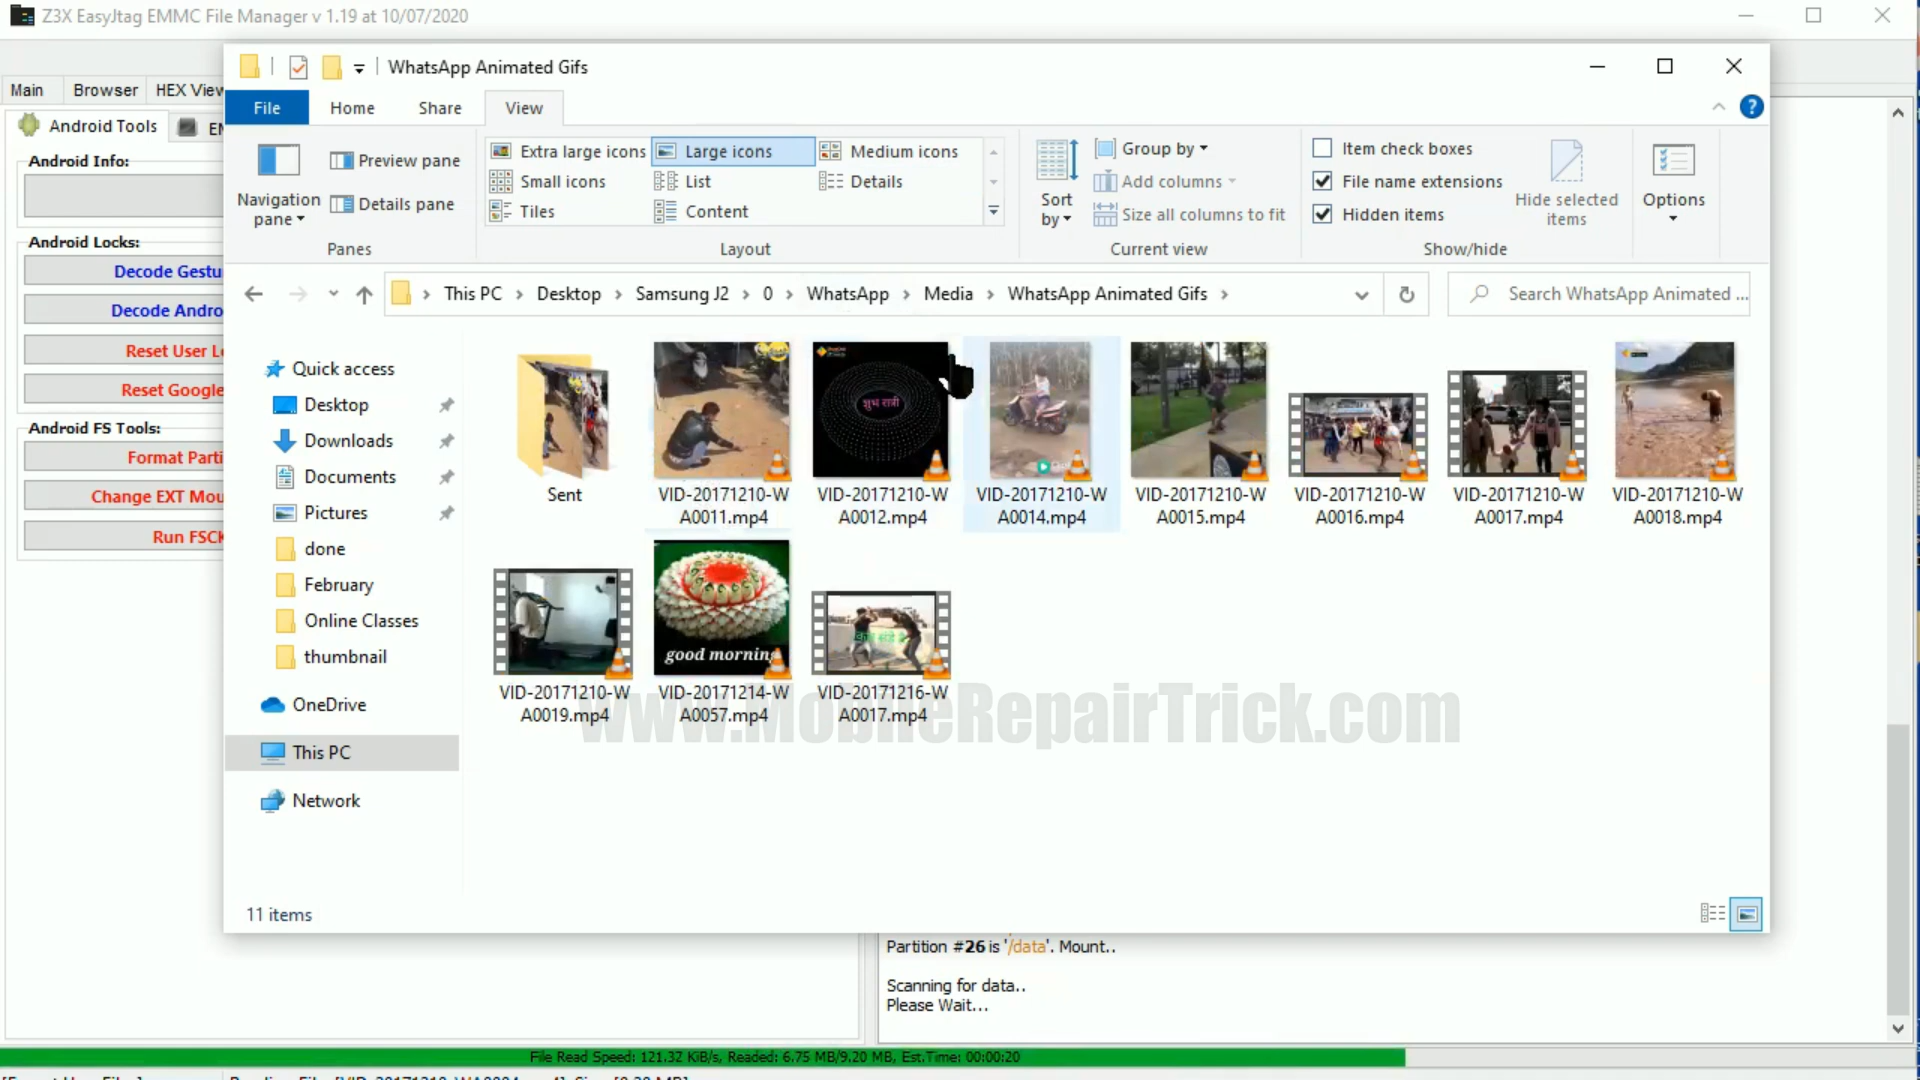 Z3X EasyJtag EMMC File Manager v 1.19 at 10/07/2020
WhatsApp Animated Gifs
Main
Browser
HEX View
File
Home
Share
View
Android Tools
Android Info:
Android Locks:
Decode Gestu
Decode Andro
Reset User L
Reset Google
Android FS Tools:
Format Parti
Change EXT Mou
Run FSCK
Navigation
pane
Preview pane
Details pane
Panes
Extra large icons
Large icons
Medium icons
Small icons
List
Details
Tiles
Content
Layout
Sort
by
Group by
Add columns
Size all columns to fit
Current view
Item check boxes
File name extensions
Hidden items
Hide selected
items
Show/hide
Options
This PC
Desktop
Samsung J2
0
WhatsApp
Media
WhatsApp Animated Gifs
Search WhatsApp Animated ...
Quick access
Desktop
Downloads
Documents
Pictures
done
February
Online Classes
thumbnail
OneDrive
This PC
Network
शुभ रात्री
Sent
VID-20171210-W
A0011.mp4
VID-20171210-W
A0012.mp4
VID-20171210-W
A0014.mp4
VID-20171210-W
A0015.mp4
VID-20171210-W
A0016.mp4
VID-20171210-W
A0017.mp4
VID-20171210-W
A0018.mp4
good morning
VID-20171210-W
A0019.mp4
VID-20171214-W
A0057.mp4
VID-20171216-W
A0017.mp4
www.MobileRepairTrick.com
11 items
Partition #26 is '/data'. Mount..
Scanning for data..
Please Wait...
File Read Speed: 121.32 KiB/s, Readed: 6.75 MB/9.20 MB, Est.Time: 00:00:20